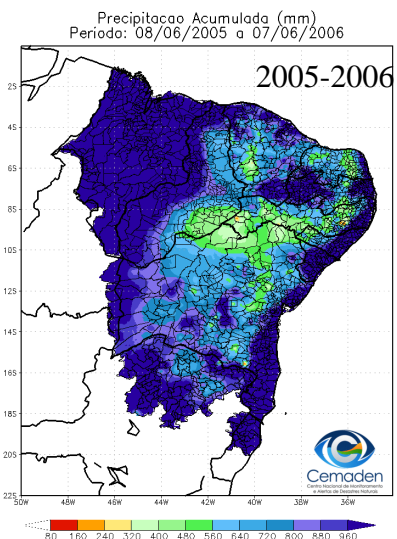 Precipitacao Acumulada (mm)
Periodo: 08/06/2005 a 07/06/2006
2005-2006
2S
4S
6S
8S
10S
12S
14S
16S
18S
20S
22S
50W 48W 46W 44W 42W 40W 38W 36W
Cemaden
Centro Nacional de Monitoramento
e Alertas de Desastres Naturais
80 160 240 320 400 480 560 640 720 800 880 960